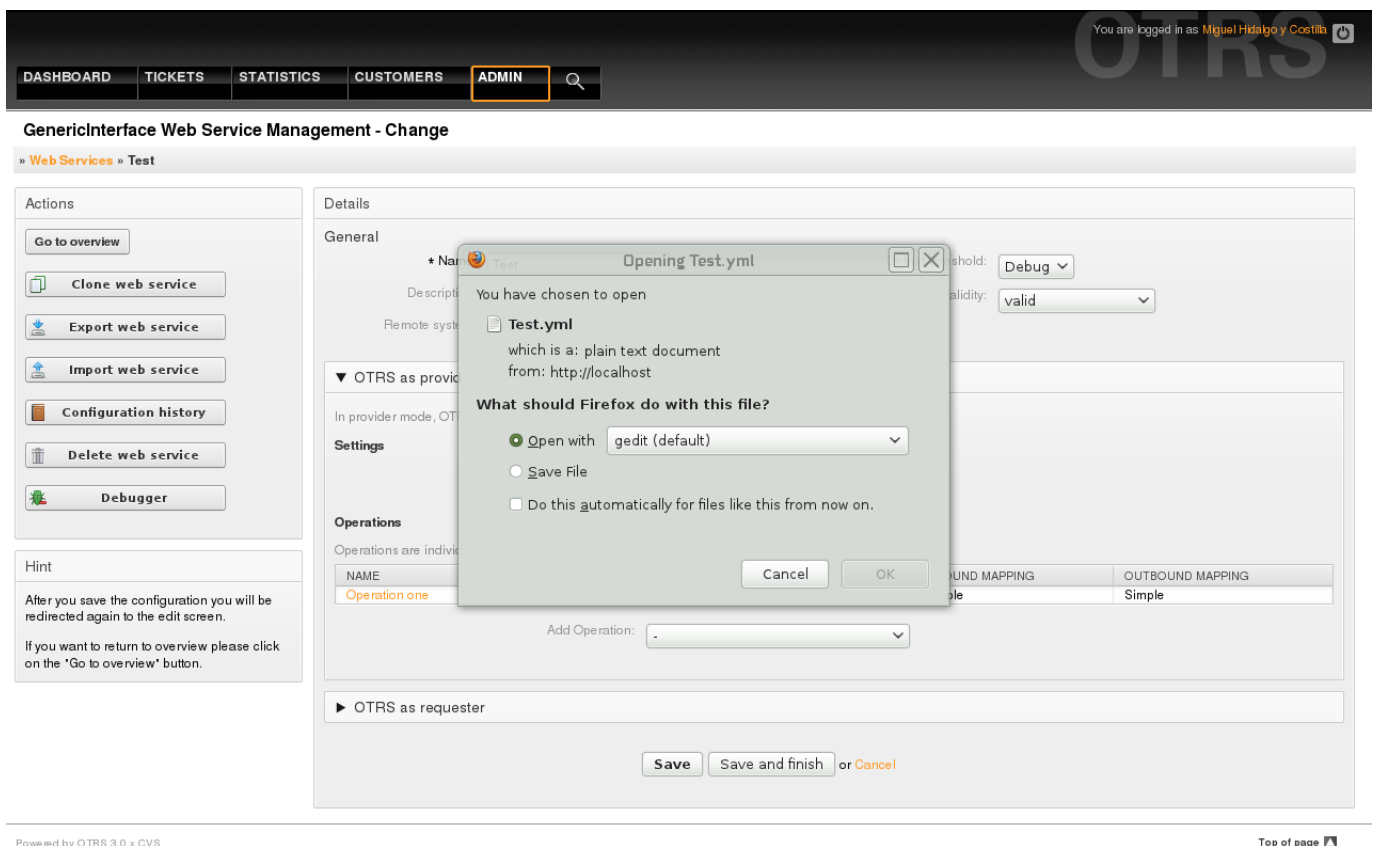 OTRS
You are logged in as Miguel Hidalgo y Costilla
DASHBOARD TICKETS STATISTICS CUSTOMERS ADMIN
GenericInterface Web Service Management - Change
» Web Services » Test
Actions
Go to overview
Clone web service
Export web service
Import web service
Configuration history
Delete web service
Debugger
Hint
After you save the configuration you will be
redirected again to the edit screen.
If you want to return to overview please click
on the "Go to overview" button.
Details
General
* Nam Test shold: Debug
Descripti alidity: valid
Remote syste
Opening Test.yml
You have chosen to open
Test.yml
which is a: plain text document
from: http://localhost
What should Firefox do with this file?
Open with gedit (default)
Save File
Do this automatically for files like this from now on.
Cancel OK
▼ OTRS as provid
In provider mode, OT
Settings
Operations
Operations are individ
NAME UND MAPPING OUTBOUND MAPPING
Operation one ple Simple
Add Operation: -
► OTRS as requester
Save Save and finish or Cancel
Powered by OTRS 3.0.x CVS Top of page